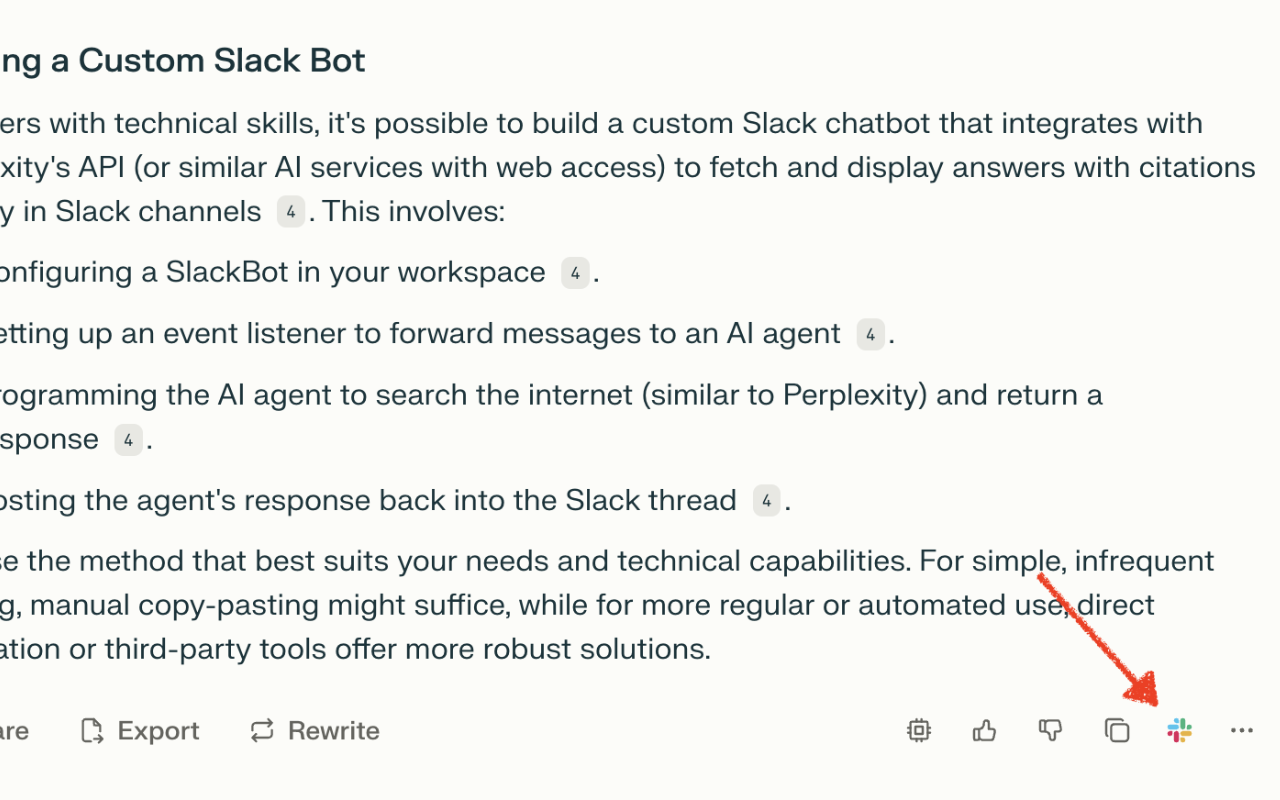 ng a Custom Slack Bot
ers with technical skills, it's possible to build a custom Slack chatbot that integrates with
xity's API (or similar AI services with web access) to fetch and display answers with citations
y in Slack channels 4. This involves:
onfiguring a SlackBot in your workspace 4.
etting up an event listener to forward messages to an AI agent 4.
rogramming the AI agent to search the internet (similar to Perplexity) and return a
sponse 4.
osting the agent's response back into the Slack thread 4.
se the method that best suits your needs and technical capabilities. For simple, infrequent
g, manual copy-pasting might suffice, while for more regular or automated use, direct
ation or third-party tools offer more robust solutions.
are Export Rewrite